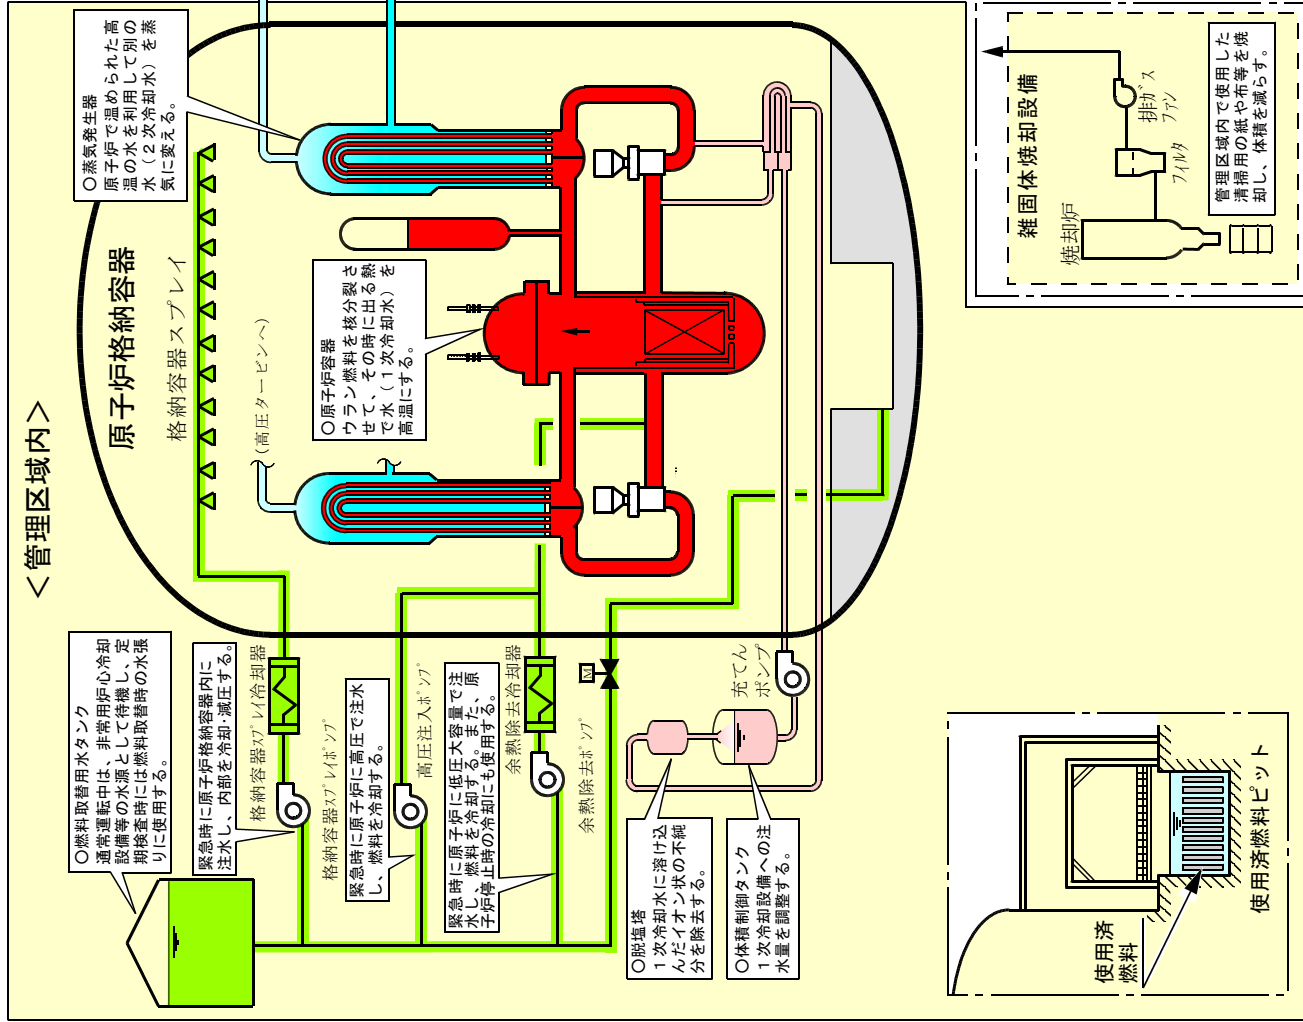 ＜管理区域内＞
原子炉格納容器
格納容器スプレイ
○蒸気発生器
原子炉で温められた高
温の水を利用して別の
水（２次冷却水）を蒸
気に変える。
(高圧タービンへ)
○原子炉容器
ウラン燃料を核分裂さ
せて、その時に出る熱
で水（１次冷却水）を
高温にする。
○燃料取替用水タンク
通常運転中は、非常用炉心冷却
設備等の水源として待機し、定
期検査時には燃料取替時の水張
りに使用する。
緊急時に原子炉格納容器内に
注水し、内部を冷却・減圧する。
格納容器ｽﾌﾟﾚｲ冷却器
格納容器ｽﾌﾟﾚｲﾎﾟﾝﾌﾟ
緊急時に原子炉に高圧で注水
し、燃料を冷却する。
高圧注入ﾎﾟﾝﾌﾟ
緊急時に原子炉に低圧大容量で注
水し、燃料を冷却する。また、原
子炉停止時の冷却にも使用する。
余熱除去冷却器
余熱除去ﾎﾟﾝﾌﾟ
M
充てん
ポンプ
○脱塩塔
１次冷却水に溶け込
んだイオン状の不純
分を除去する。
○体積制御タンク
１次冷却設備への注
水量を調整する。
雑固体焼却設備
焼却炉
フィルタ
排ガス
ファン
管理区域内で使用した
清掃用の紙や布等を焼
却し、体積を減らす。
使用済
燃料
使用済燃料ピット